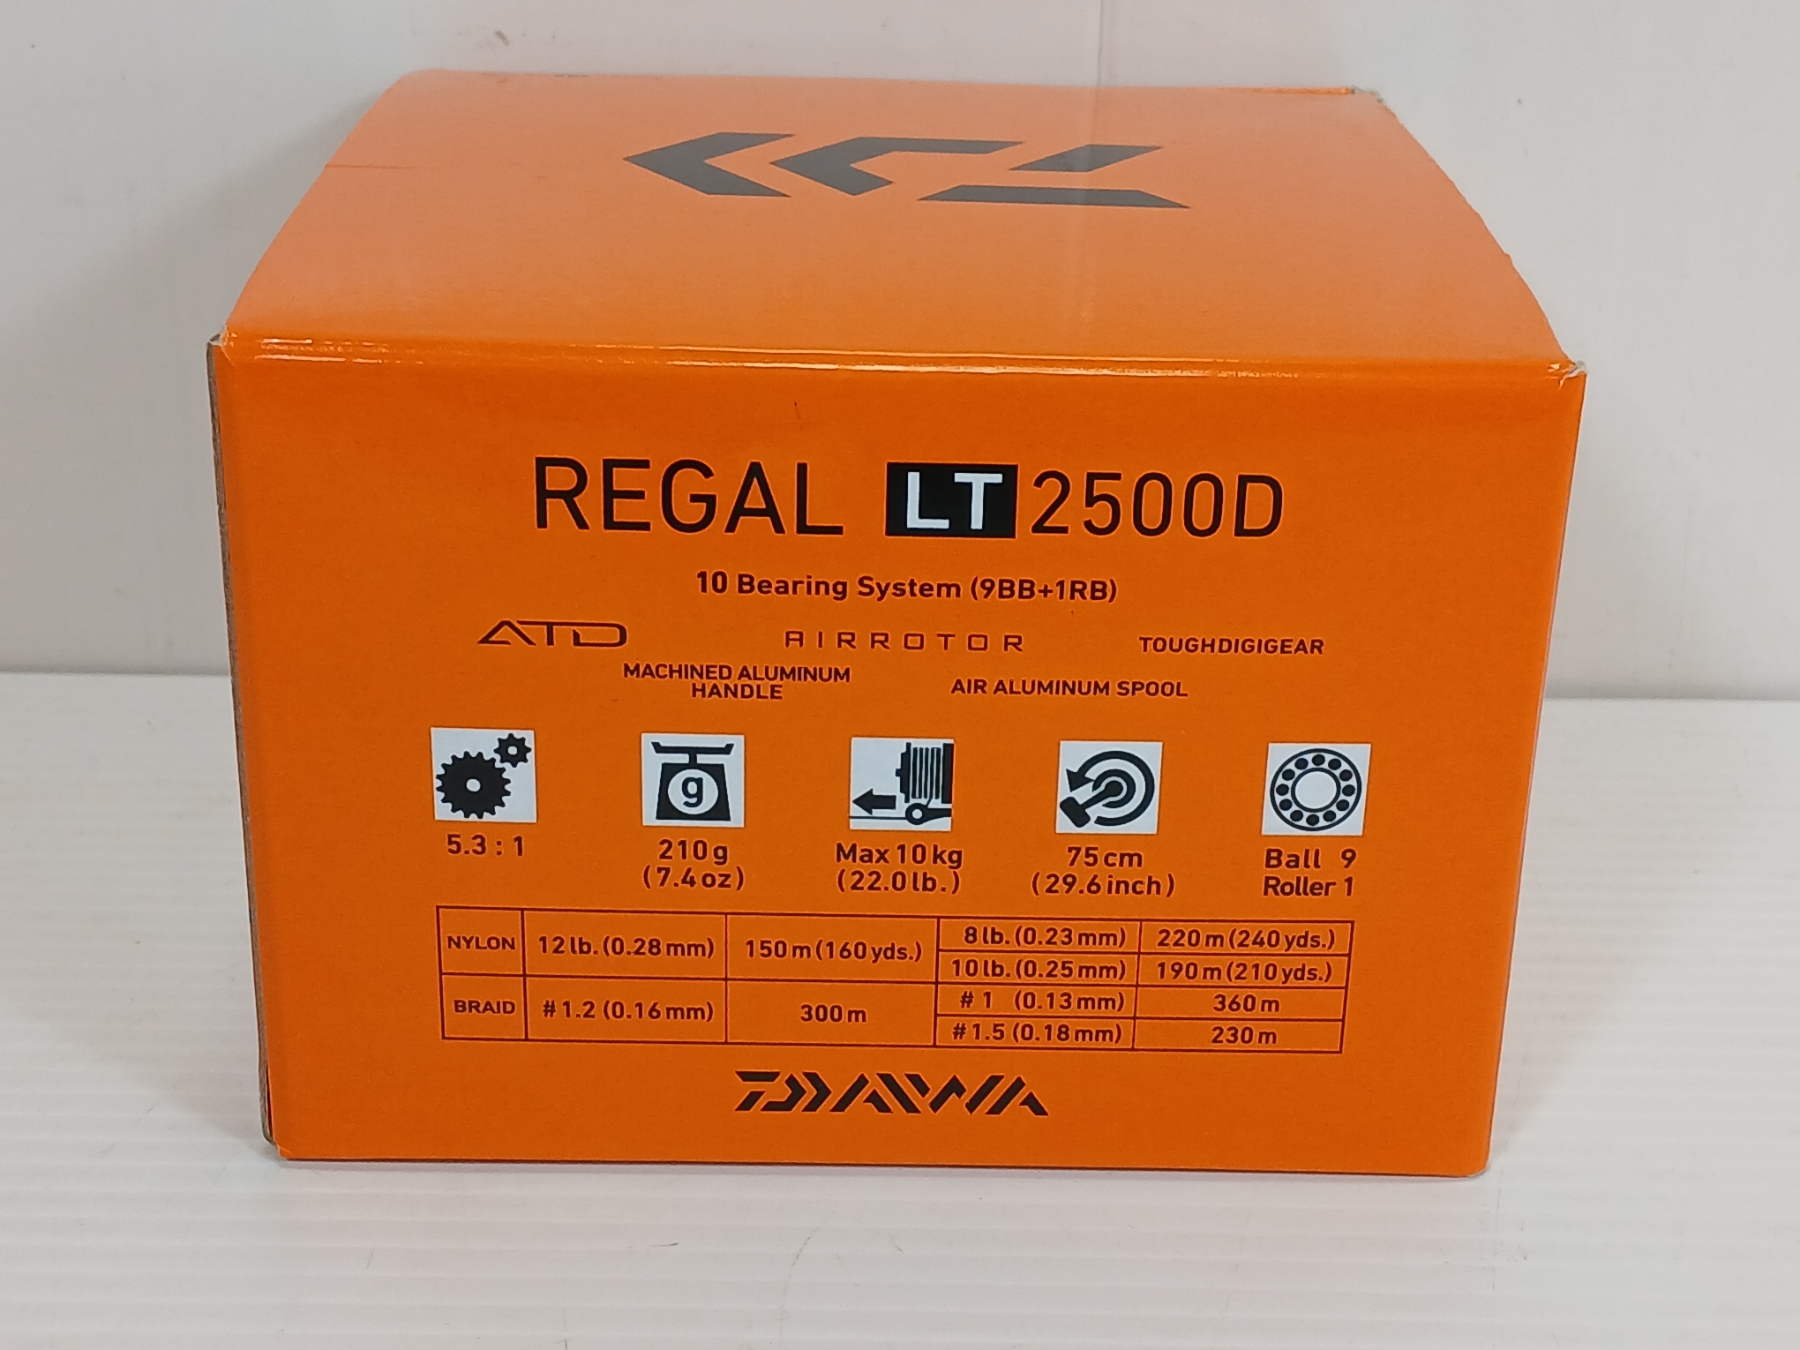 REGAL LT 2500D
10 Bearing System (9BB+1RB)
ATD AIRROTOR TOUGHDIGIGEAR
MACHINED ALUMINUM
HANDLE
AIR ALUMINUM SPOOL
g
5.3 : 1
210g
(7.4oz)
Max 10kg
(22.0lb.)
75cm
(29.6inch)
Ball 9
Roller 1
NYLON 12lb.(0.28mm) 150m(160yds.)
8lb.(0.23mm) 220m(240yds.)
10lb.(0.25mm) 190m(210yds.)
BRAID #1.2 (0.16mm) 300m
#1 (0.13mm) 360m
#1.5 (0.18mm) 230m
DAIWA